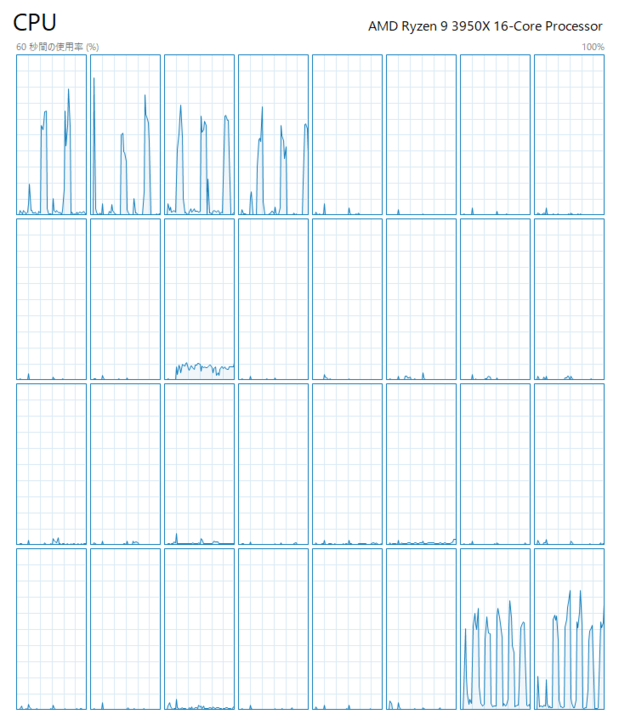 CPU
AMD Ryzen 9 3950X 16-Core Processor
60 秒間の使用率 (%)
100%